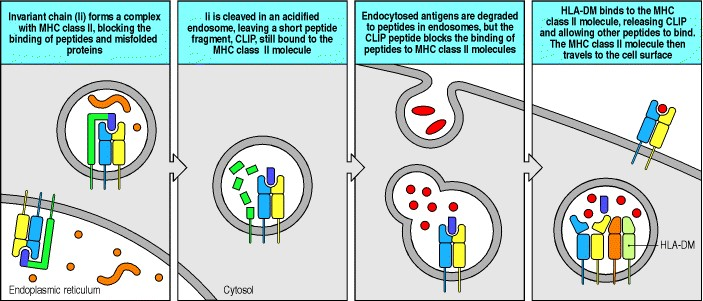 Invariant chain (Ii) forms a complex
with MHC class II, blocking the
binding of peptides and misfolded
proteins
Ii is cleaved in an acidified
endosome, leaving a short peptide
fragment, CLIP, still bound to the
MHC class II molecule
Endocytosed antigens are degraded
to peptides in endosomes, but the
CLIP peptide blocks the binding of
peptides to MHC class II molecules
HLA-DM binds to the MHC
class II molecule, releasing CLIP
and allowing other peptides to bind.
The MHC class II molecule then
travels to the cell surface
HLA-DM
Endoplasmic reticulum
Cytosol